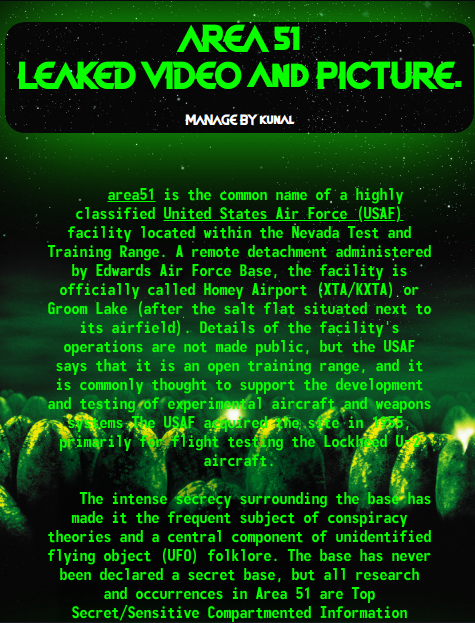 AREA 51
LEAKED VIDEO AND PICTURE.
MANAGE BY KUNAL
area51 is the common name of a highly
classified United States Air Force (USAF)
facility located within the Nevada Test and
Training Range. A remote detachment administered
by Edwards Air Force Base, the facility is
officially called Homey Airport (XTA/KXTA) or
Groom Lake (after the salt flat situated next to
its airfield). Details of the facility's
operations are not made public, but the USAF
says that it is an open training range, and it
is commonly thought to support the development
and testing of experimental aircraft and weapons
systems.The USAF acquired the site in 1955,
primarily for flight testing the Lockheed U-2
aircraft.
The intense secrecy surrounding the base has
made it the frequent subject of conspiracy
theories and a central component of unidentified
flying object (UFO) folklore. The base has never
been declared a secret base, but all research
and occurrences in Area 51 are Top
Secret/Sensitive Compartmented Information